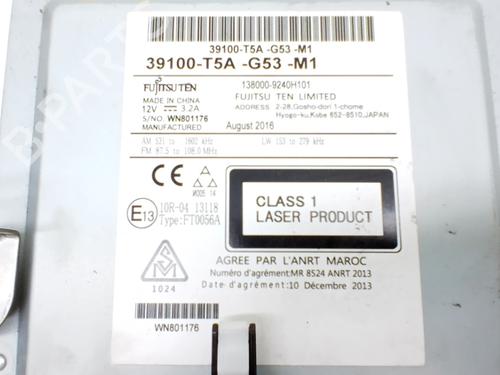 39100-T5A -G53 -M1
39100-T5A -G53 -M1
FUJITSU TEN
138000-9240H101
FUJITSU TEN LIMITED
MADE IN CHINA
12V 3.2A
ADDRESS 2-28,Gosho-dori 1-chome
Hyogo-ku,Kobe 652-8510,JAPAN
S/NO. WN801176
MANUFACTURED August 2016
AM 531 to 1602 kHz LW 153 to 279 kHz
FM 87.5 to 108.0 MHz
CE
CLASS 1
LASER PRODUCT
E13
10R-04 13118
Type:FT0056A
SM
1024
AGREE PAR L'ANRT MAROC
Numéro d'agrément:MR 8524 ANRT 2013
Date d'agrément:10 Décembre 2013
WN801176